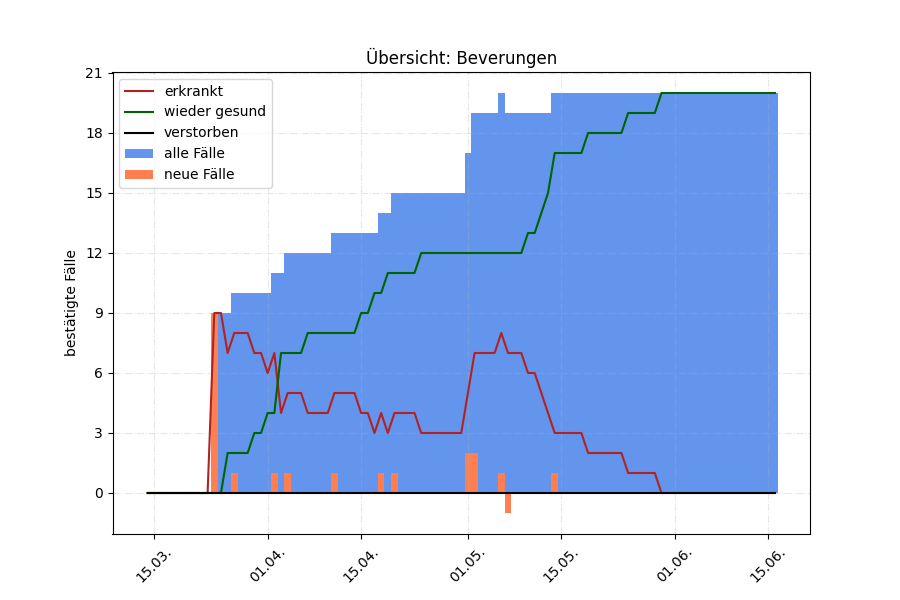 Übersicht: Beverungen
erkrankt
wieder gesund
verstorben
alle Fälle
neue Fälle
bestätigte Fälle
21
18
15
12
9
6
3
0
15.03.
01.04.
15.04.
01.05.
15.05.
01.06.
15.06.